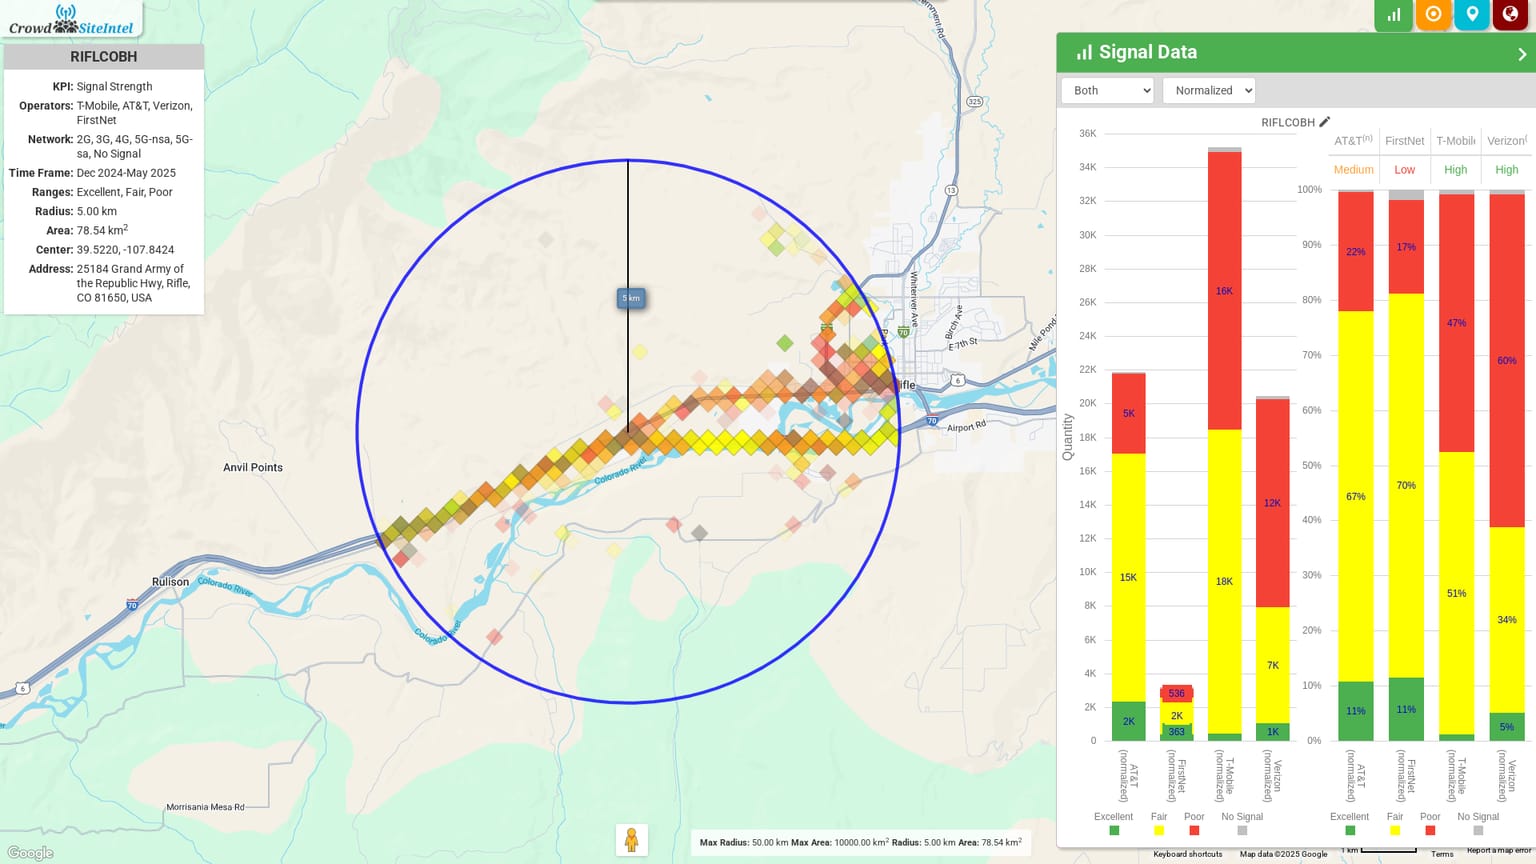 Crowd SiteIntel
RIFLCOBH
KPI: Signal Strength
Operators: T-Mobile, AT&T, Verizon,
FirstNet
Network: 2G, 3G, 4G, 5G-nsa, 5G-
sa, No Signal
Time Frame: Dec 2024-May 2025
Ranges: Excellent, Fair, Poor
Radius: 5.00 km
Area: 78.54 km2
Center: 39.5220, -107.8424
Address: 25184 Grand Army of
the Republic Hwy, Rifle,
CO 81650, USA
5 km
325
13
Whiteriver Ave
Birch Ave
E 7th St
Mile Pond
70
6
ifle
70
Airport Rd
Colorado River
Anvil Points
Rulison
Colorado River
70
Colorado River
6
Morrisania Mesa Rd
Google
Max Radius: 50.00 km Max Area: 10000.00 km2 Radius: 5.00 km Area: 78.54 km2
Signal Data
Both
Normalized
RIFLCOBH
36K
34K
32K
30K
28K
26K
24K
22K
20K
18K
16K
14K
12K
10K
8K
6K
4K
2K
0
Quantity
5K
15K
2K
536
2K
363
16K
18K
12K
7K
1K
AT&T (normalized)
FirstNet (normalized)
T-Mobile (normalized)
Verizon (normalized)
Excellent Fair Poor No Signal
AT&T(n) FirstNet T-Mobile Verizon(
Medium Low High High
100%
90%
80%
70%
60%
50%
40%
30%
20%
10%
0%
22%
67%
11%
17%
70%
11%
47%
51%
60%
34%
5%
AT&T (normalized)
FirstNet (normalized)
T-Mobile (normalized)
Verizon (normalized)
Excellent Fair Poor No Signal
Keyboard shortcuts Map data ©2025 Google 1 km Terms Report a map error